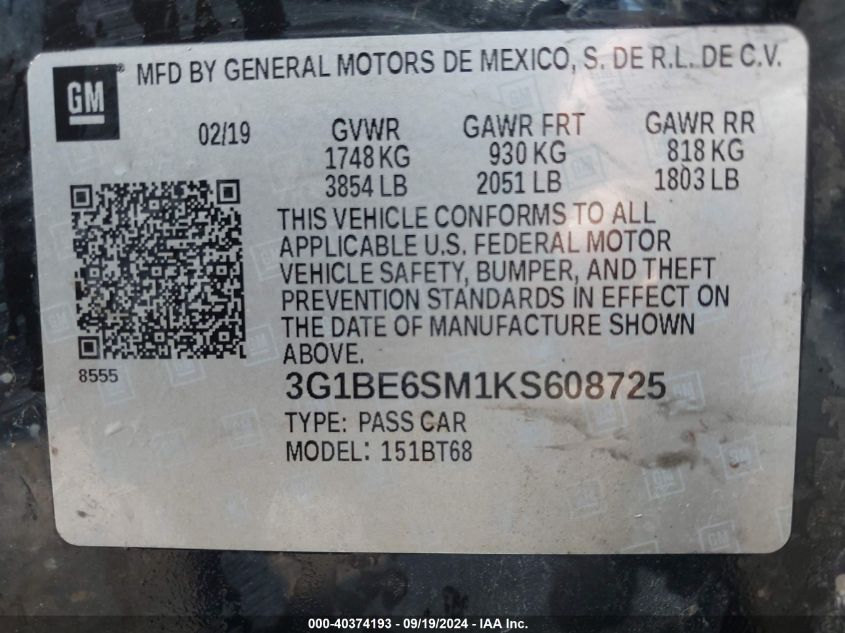 GM
MFD BY GENERAL MOTORS DE MEXICO, S. DE R.L. DE C.V.
02/19
GVWR GAWR FRT GAWR RR
1748 KG 930 KG 818 KG
3854 LB 2051 LB 1803 LB
THIS VEHICLE CONFORMS TO ALL
APPLICABLE U.S. FEDERAL MOTOR
VEHICLE SAFETY, BUMPER, AND THEFT
PREVENTION STANDARDS IN EFFECT ON
THE DATE OF MANUFACTURE SHOWN
ABOVE.
8555
3G1BE6SM1KS608725
TYPE: PASS CAR
MODEL: 151BT68
000-40374193 - 09/19/2024 - IAA Inc.